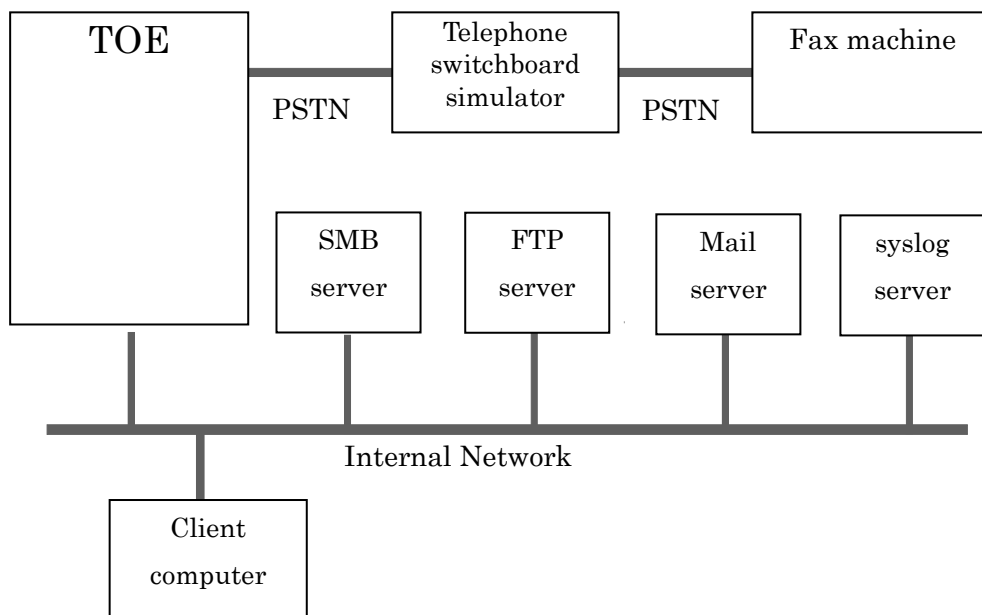 TOE
Telephone
switchboard
simulator
Fax machine
PSTN
PSTN
SMB
server
FTP
server
Mail
server
syslog
server
Internal Network
Client
computer